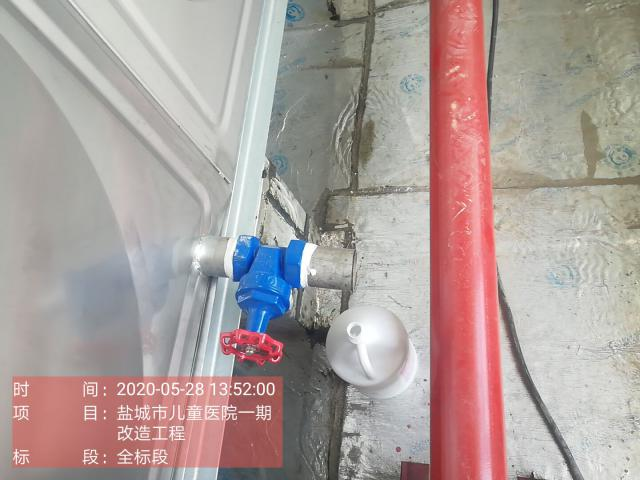 时 间: 2020-05-28 13:52:00
项 目: 盐城市儿童医院一期
改造工程
标 段: 全标段